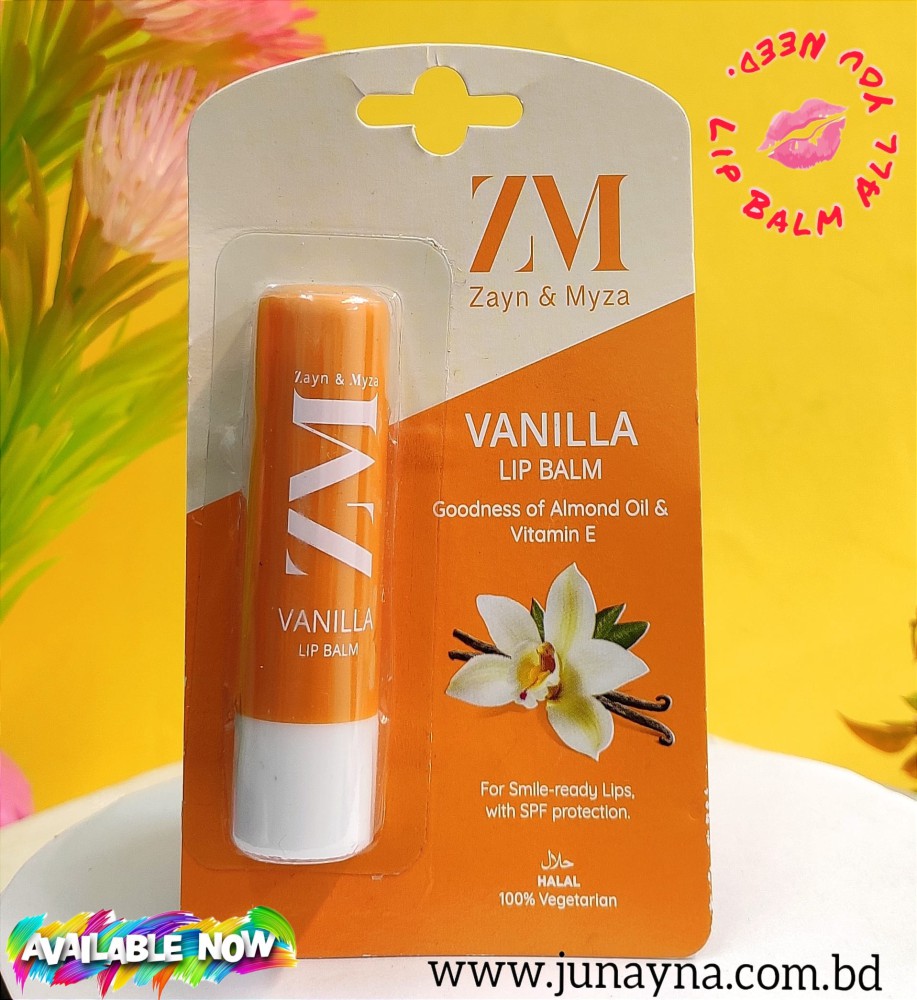 LIP BALM ALL YOU NEED.
ZM
Zayn & Myza
Zayn & Myza
ZM
VANILLA
LIP BALM
VANILLA
LIP BALM
Goodness of Almond Oil &
Vitamin E
For Smile-ready Lips,
with SPF protection.
حلال
HALAL
100% Vegetarian
AVAILABLE NOW
www.junayna.com.bd